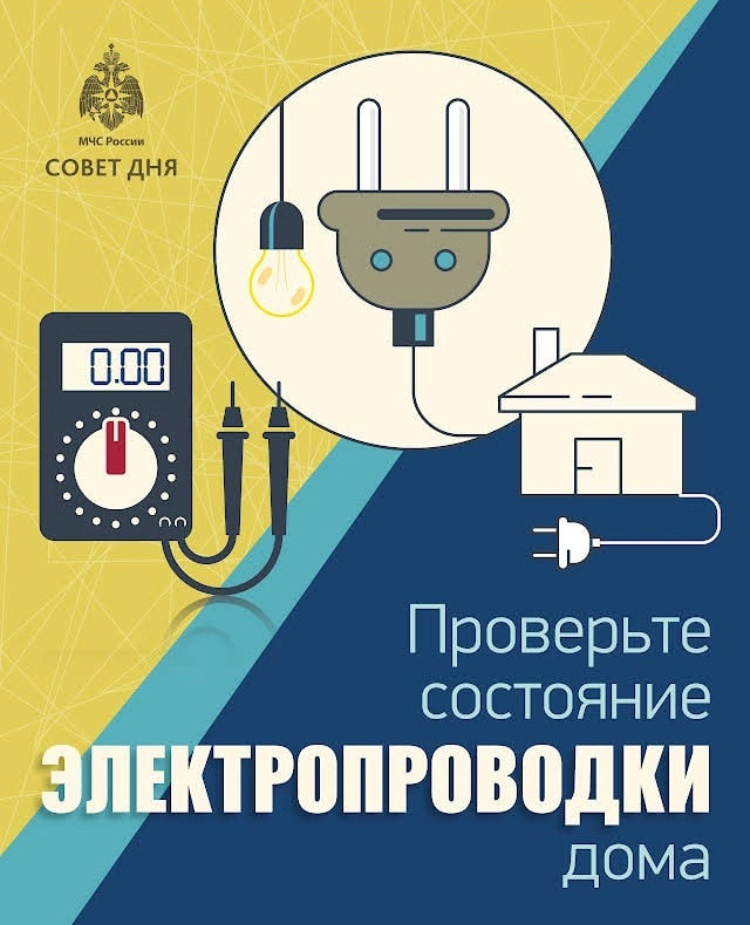 МЧС России
СОВЕТ ДНЯ
0.00
Проверьте
состояние
ЭЛЕКТРОПРОВОДКИ
дома